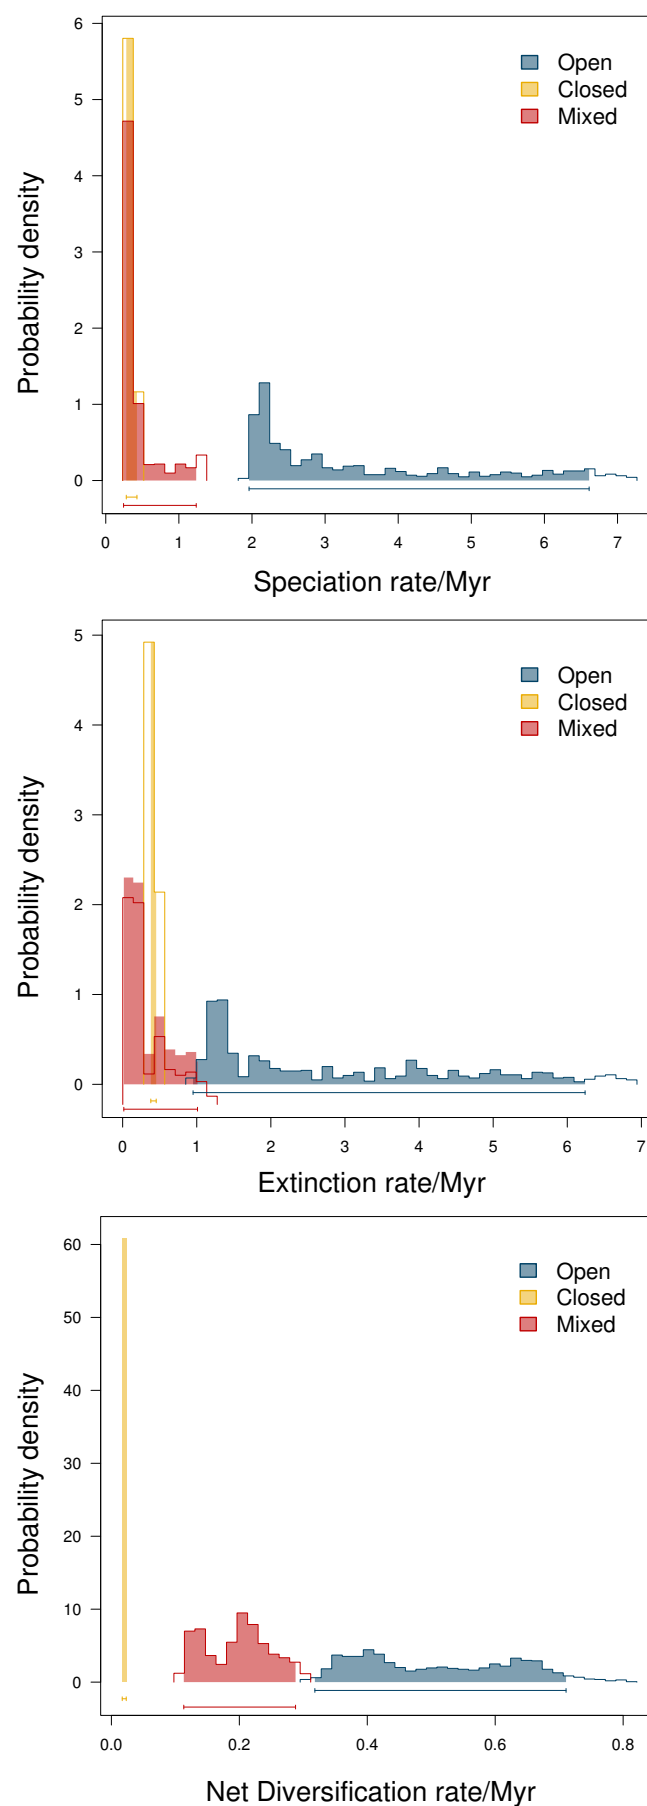 6
5
4
3
2
1
0
Probability density
Open
Closed
Mixed
0 1 2 3 4 5 6 7
Speciation rate/Myr
5
4
3
2
1
0
Probability density
Open
Closed
Mixed
0 1 2 3 4 5 6 7
Extinction rate/Myr
60
50
40
30
20
10
0
Probability density
Open
Closed
Mixed
0.0 0.2 0.4 0.6 0.8
Net Diversification rate/Myr